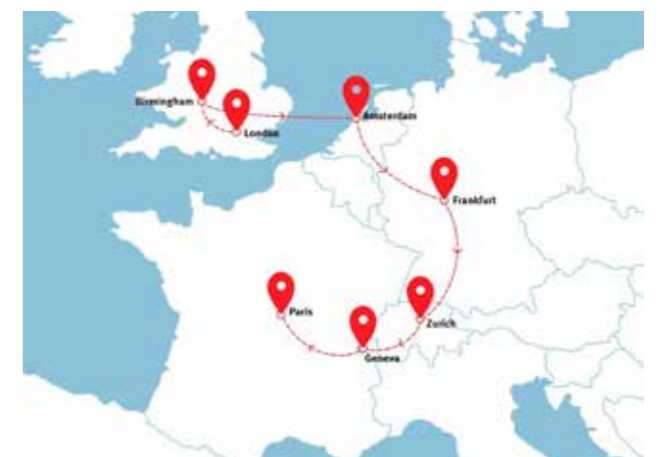 Birmingham
London
Amsterdam
Frankfurt
Paris
Zurich
Geneva